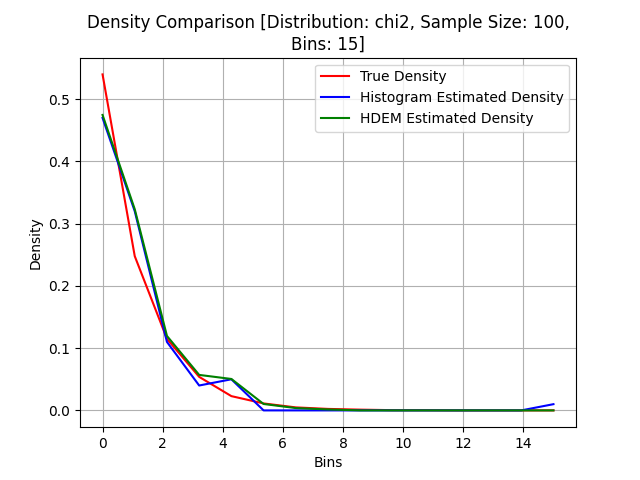 Density Comparison [Distribution: chi2, Sample Size: 100,
Bins: 15]
True Density
Histogram Estimated Density
HDEM Estimated Density
Density
0.5
0.4
0.3
0.2
0.1
0.0
0 2 4 6 8 10 12 14
Bins